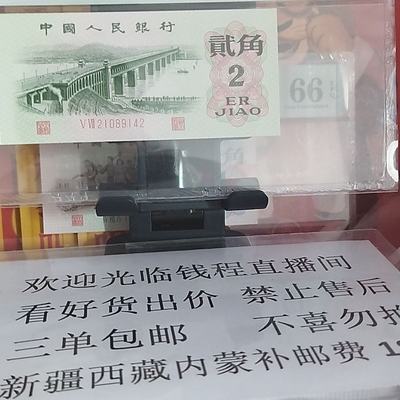 中國人民銀行
貳角
2
ER
JIAO
VⅧ21089142
66
角
欢迎光临钱程直播间
看好货出价 禁止售后
三单包邮 不喜勿拍
新疆西藏内蒙补邮费